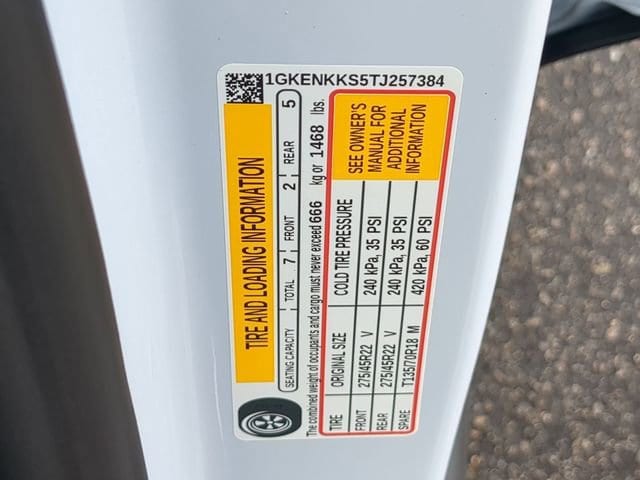 1GKENKKS5TJ257384
TIRE AND LOADING INFORMATION
SEATING CAPACITY TOTAL 7 FRONT 2 REAR 5
The combined weight of occupants and cargo must never exceed 666 kg or 1468 lbs.
TIRE ORIGINAL SIZE COLD TIRE PRESSURE
FRONT 275/45R22 V 240 kPa, 35 PSI
REAR 275/45R22 V 240 kPa, 35 PSI
SPARE T135/70R18 M 420 kPa, 60 PSI
SEE OWNER'S
MANUAL FOR
ADDITIONAL
INFORMATION